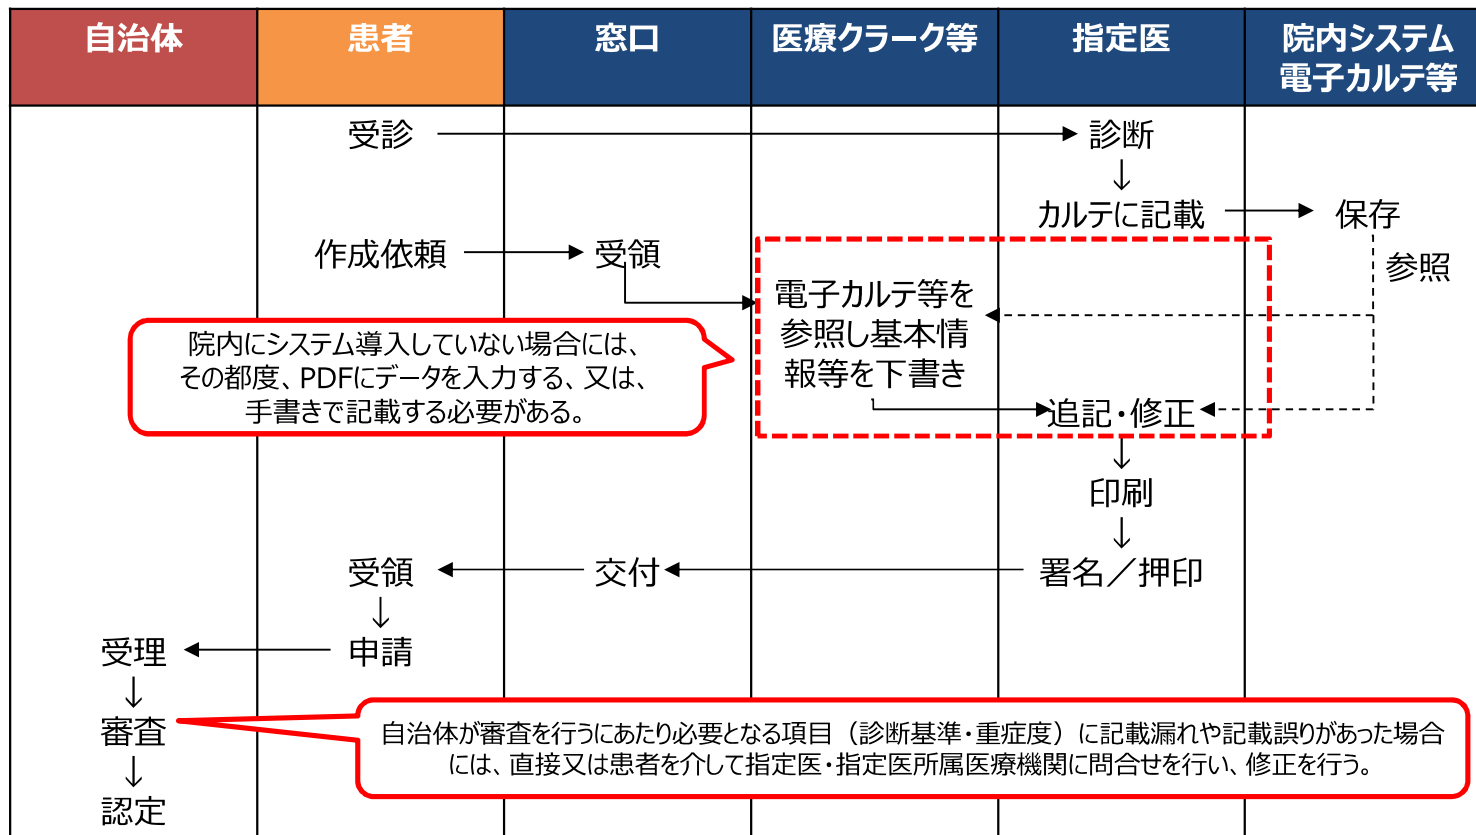 自治体
患者
窓口
医療クラーク等
指定医
院内システム
電子カルテ等
受診
診断
↓
カルテに記載
保存
作成依頼
受領
参照
電子カルテ等を
参照し基本情
報等を下書き
院内にシステム導入していない場合には、
その都度、PDFにデータを入力する、又は、
手書きで記載する必要がある。
追記・修正
↓
印刷
↓
受領
交付
署名／押印
↓
受理
申請
↓
審査
自治体が審査を行うにあたり必要となる項目（診断基準・重症度）に記載漏れや記載誤りがあった場合
には、直接又は患者を介して指定医・指定医所属医療機関に問合せを行い、修正を行う。
↓
認定